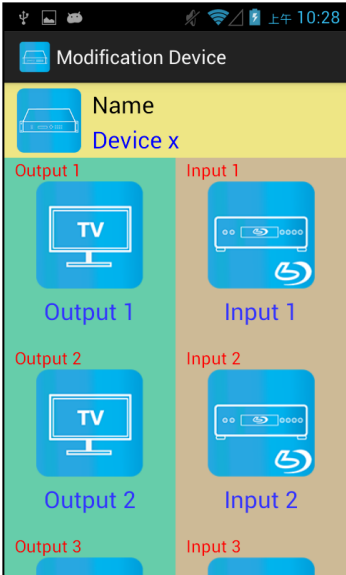 上午 10:28
Modification Device
Name
Device x
Output 1
Input 1
TV
Output 1
Input 1
Output 2
Input 2
TV
Output 2
Input 2
Output 3
Input 3